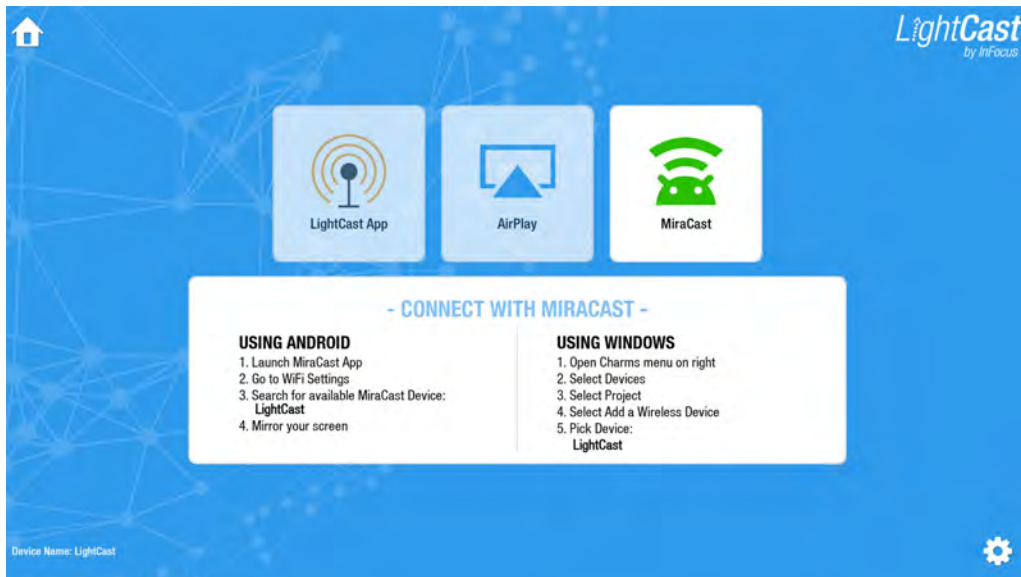 LightCast
by InFocus
LightCast App
AirPlay
MiraCast
- CONNECT WITH MIRACAST -
USING ANDROID
1. Launch MiraCast App
2. Go to WiFi Settings
3. Search for available MiraCast Device:
LightCast
4. Mirror your screen
USING WINDOWS
1. Open Charms menu on right
2. Select Devices
3. Select Project
4. Select Add a Wireless Device
5. Pick Device:
LightCast
Device Name: LightCast